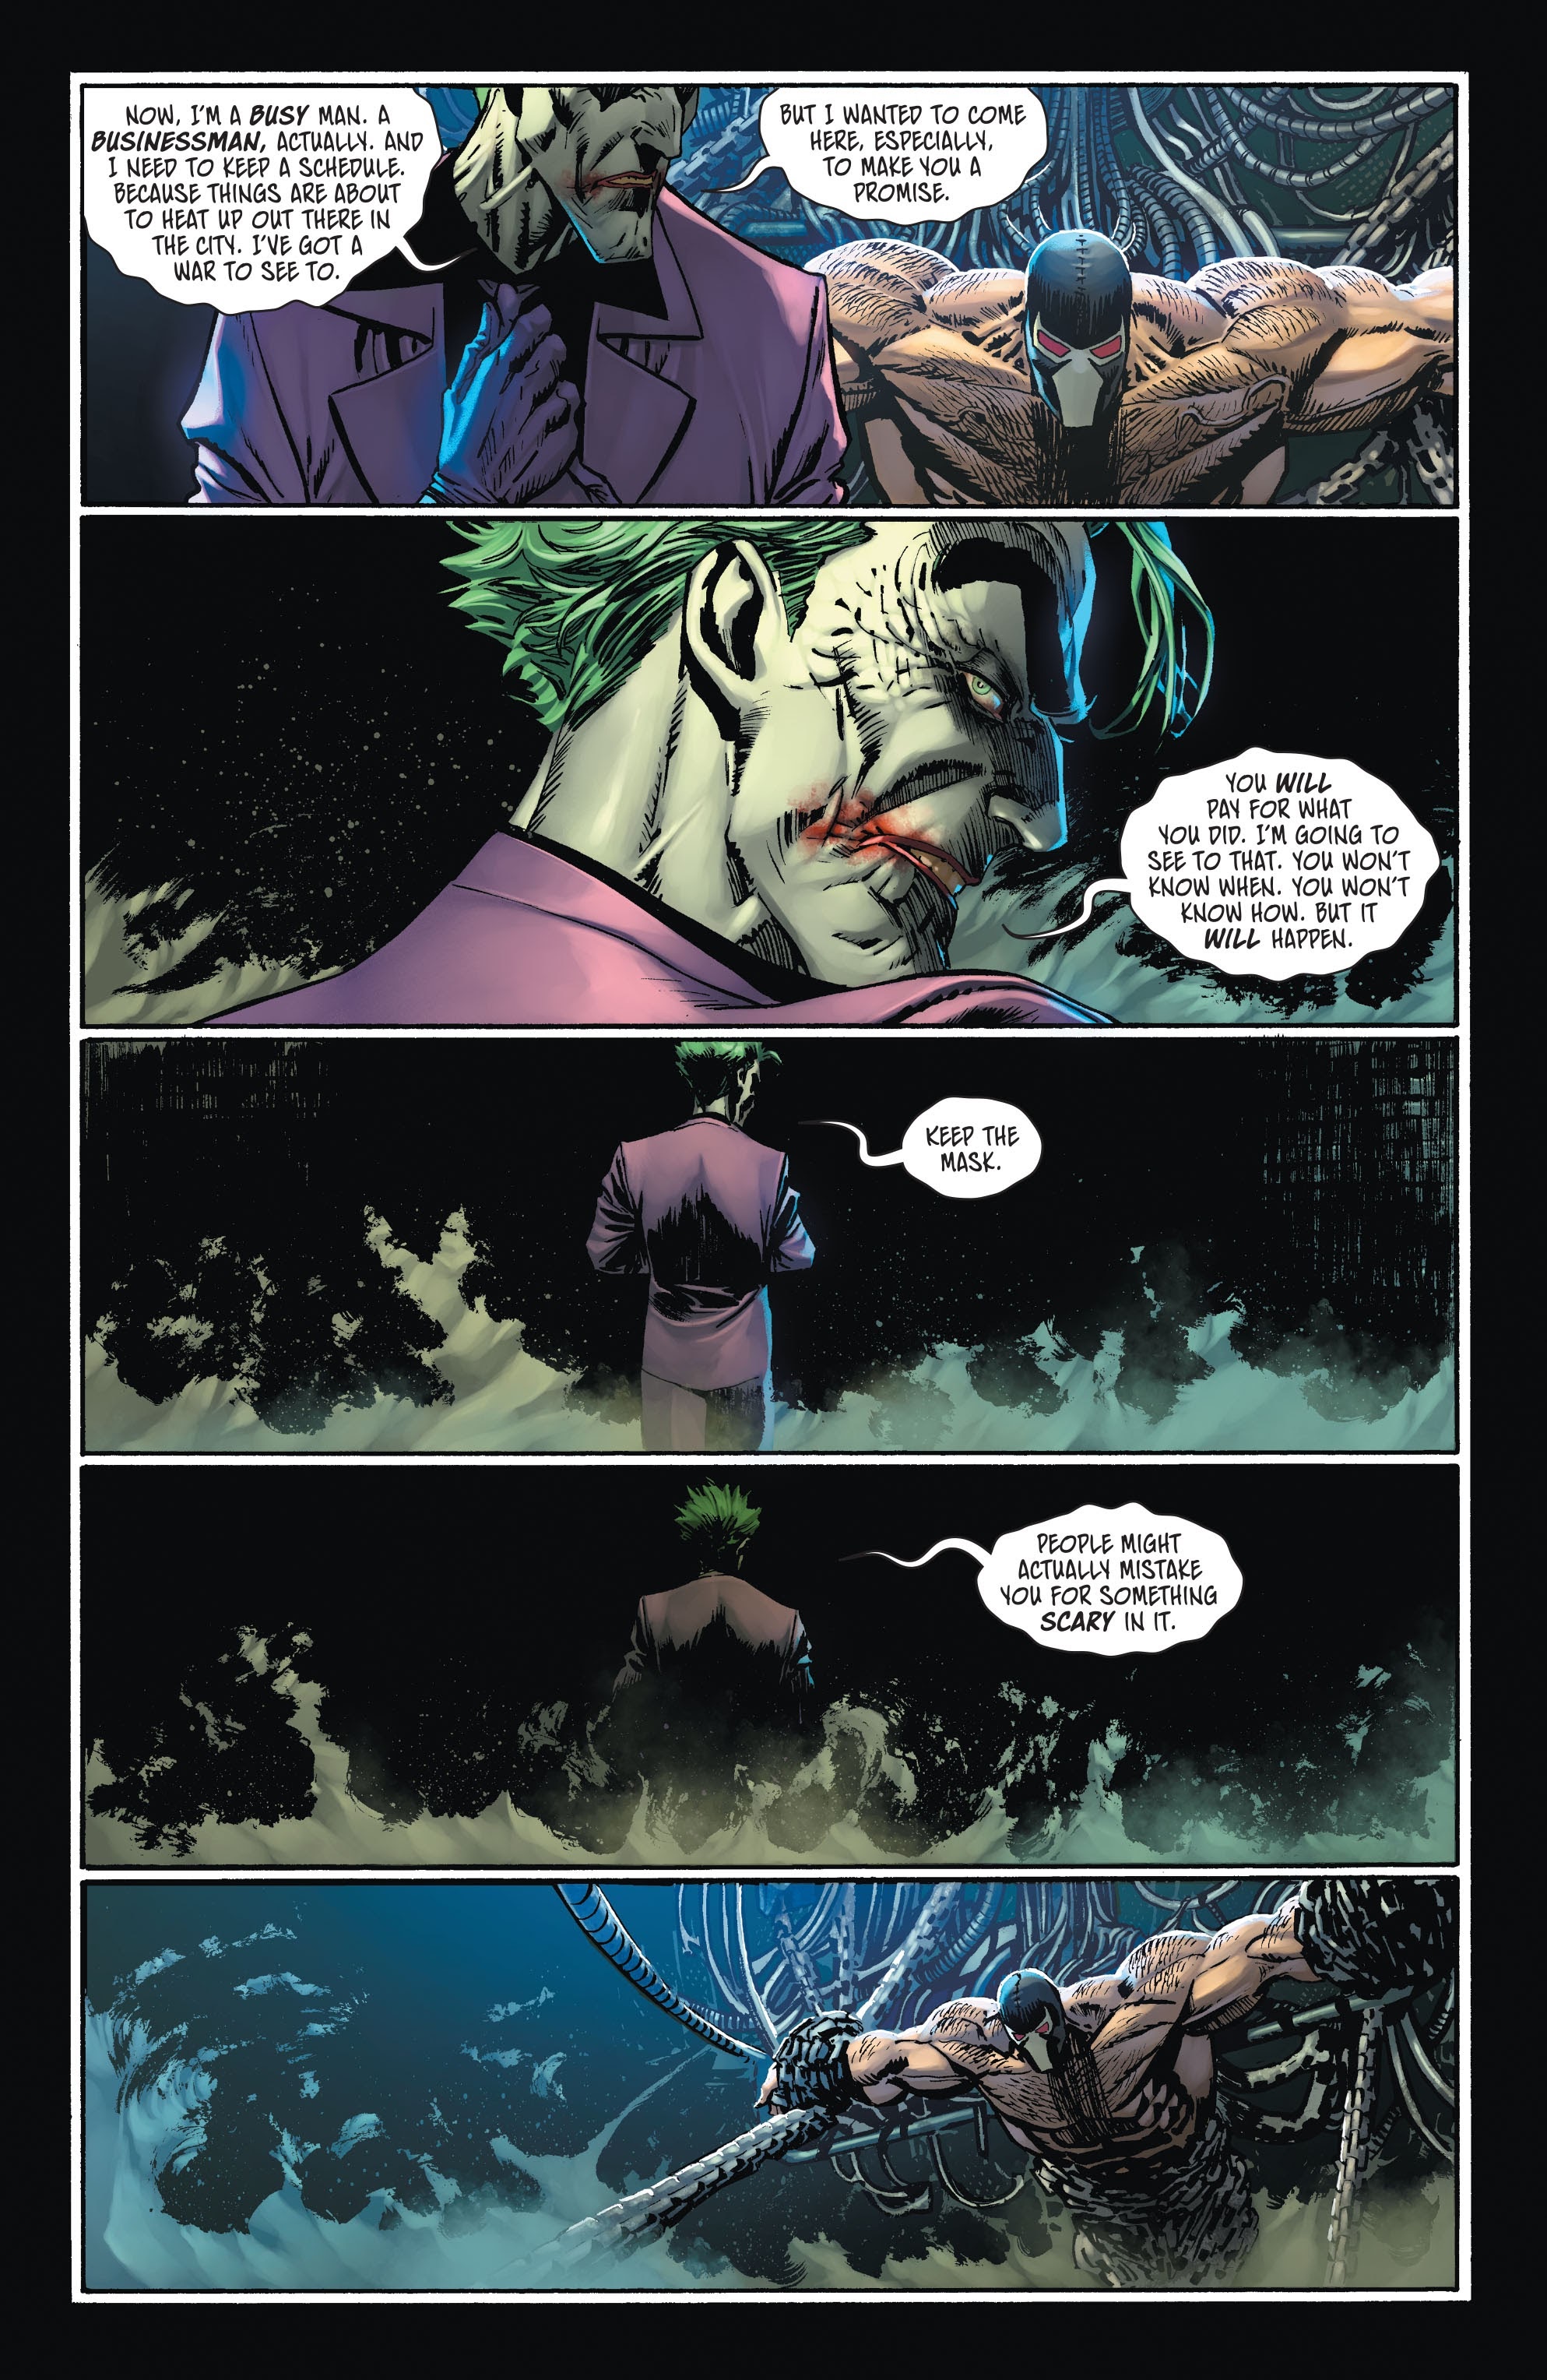 NOW, I'M A BUSY MAN. A
BUSINESSMAN, ACTUALLY. AND
I NEED TO KEEP A SCHEDULE.
BECAUSE THINGS ARE ABOUT
TO HEAT UP OUT THERE IN
THE CITY. I'VE GOT A
WAR TO SEE TO.
BUT I WANTED TO COME
HERE, ESPECIALLY,
TO MAKE YOU A
PROMISE.
YOU WILL
PAY FOR WHAT
YOU DID. I'M GOING TO
SEE TO THAT. YOU WON'T
KNOW WHEN. YOU WON'T
KNOW HOW. BUT IT
WILL HAPPEN.
KEEP THE
MASK.
PEOPLE MIGHT
ACTUALLY MISTAKE
YOU FOR SOMETHING
SCARY IN IT.